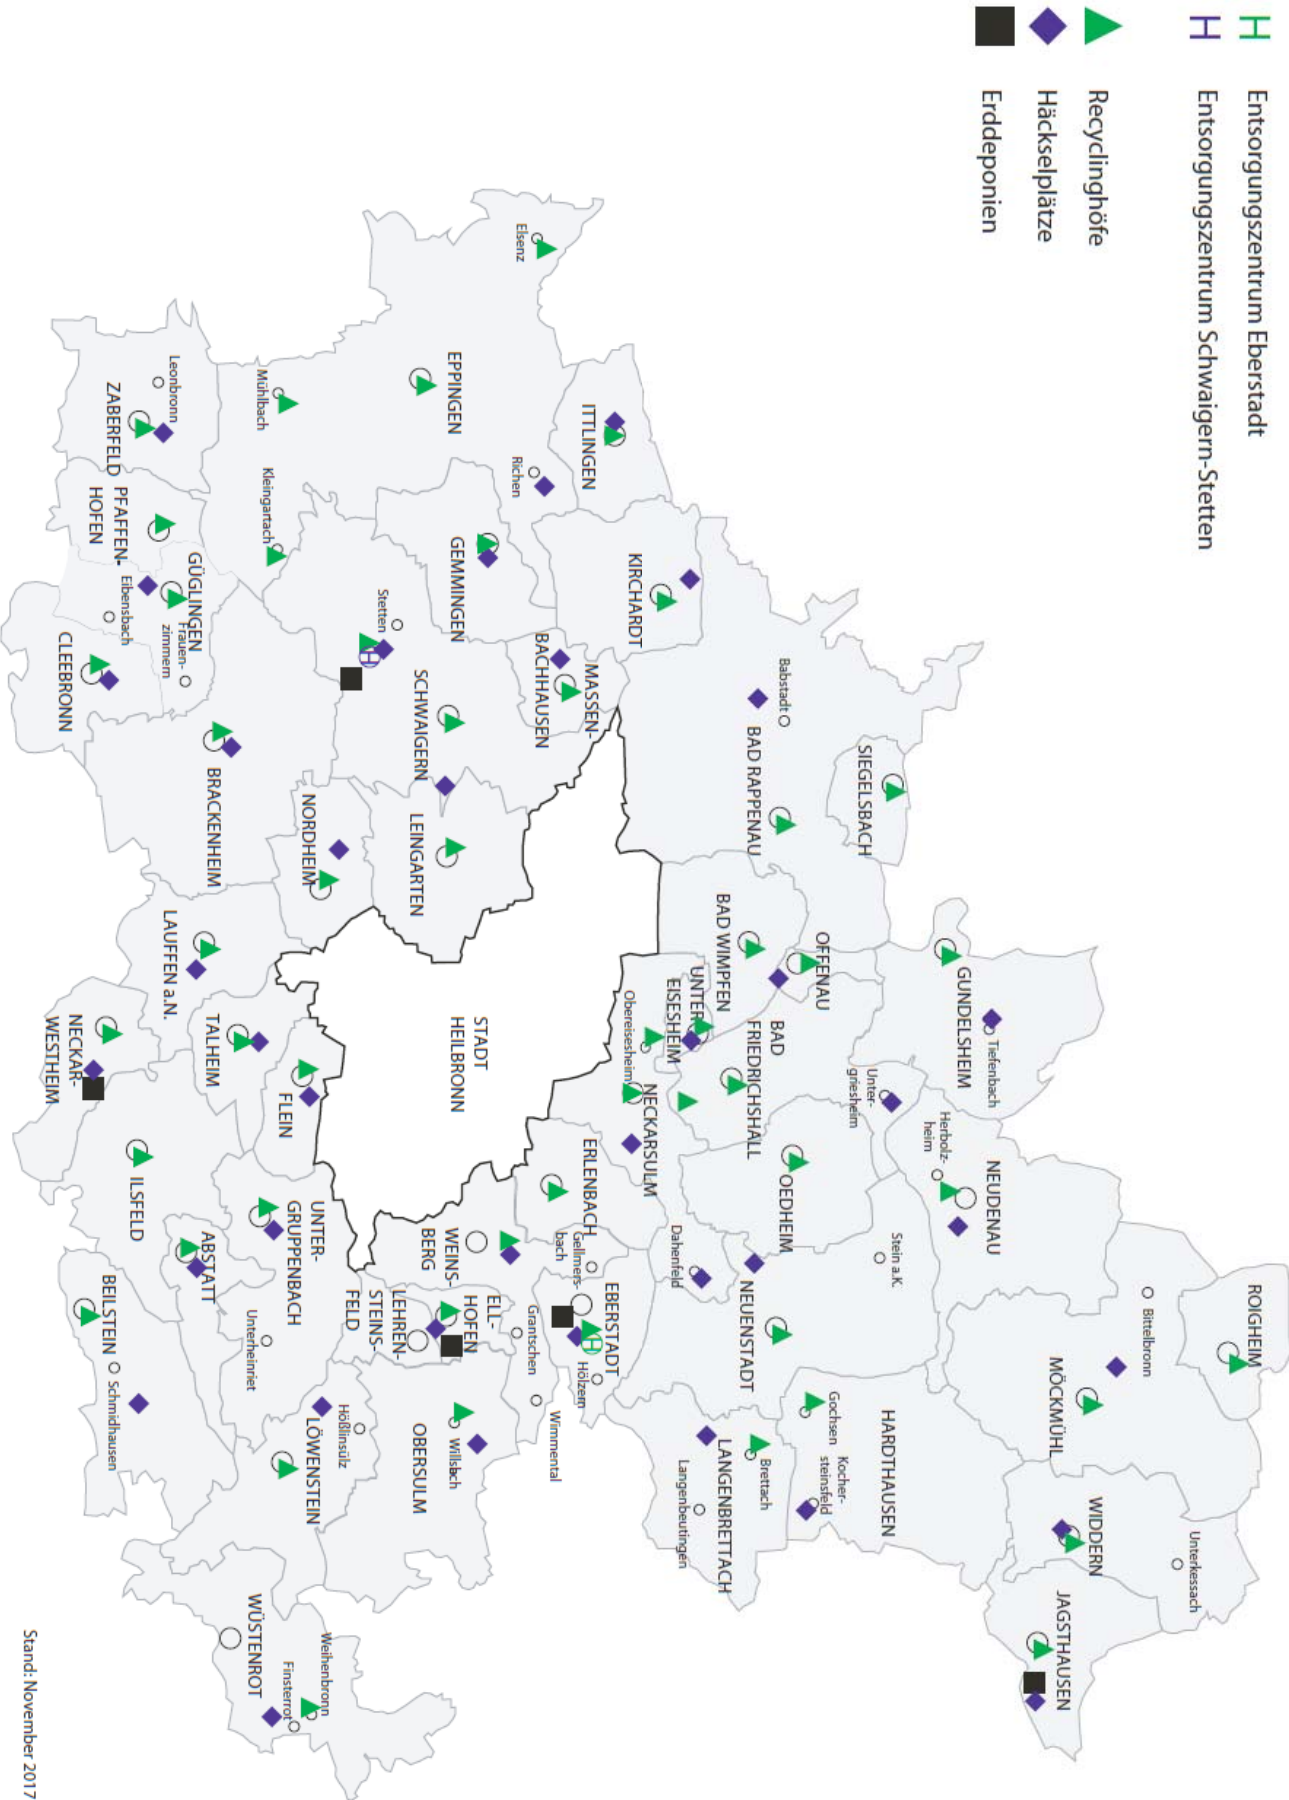 Entsorgungszentrum Eberstadt
Entsorgungszentrum Schwaigern-Stetten
Recyclinghöfe
Häckselplätze
Erddeponien
ROIGHEIM
Bittelbronn
MÖCKMÜHL
Unterkessach
WIDDERN
JAGSTHAUSEN
Tiefenbach
GUNDELSHEIM
NEUDENAU
Herbolz-
heim
Unter-
griesheim
Stein a.K.
SIEGELSBACH
OFFENAU
HARDTHAUSEN
Gochsen
Kocher-
steinsfeld
Babstadt
BAD RAPPENAU
BAD WIMPFEN
BAD
FRIEDRICHSHALL
OEDHEIM
NEUENSTADT
Brettach
LANGENBRETTACH
Langenbeutingen
UNTER-
EISESHEIM
Obereisesheim
NECKARSULM
Dahenfeld
KIRCHARDT
ITTLINGEN
Richen
Elsenz
MASSEN-
BACHHAUSEN
ERLENBACH
Gellmers-
bach
EBERSTADT
Hölzern
Grantschen
Wimmental
EPPINGEN
GEMMINGEN
Stetten
SCHWAIGERN
LEINGARTEN
STADT
HEILBRONN
WEINS-
BERG
ELL-
HOFEN
LEHREN-
STEINS-
FELD
Willsbach
OBERSULM
Mühlbach
Kleingartach
NORDHEIM
FLEIN
UNTER-
GRUPPENBACH
Unterheinriet
Hößlinsülz
LÖWENSTEIN
Weihenbronn
Finsterrot
WÜSTENROT
Leonbronn
ZABERFELD
PFAFFEN-
HOFEN
GÜGLINGEN
Frauen-
zimmern
Eibensbach
CLEEBRONN
BRACKENHEIM
LAUFFEN a.N.
TALHEIM
NECKAR-
WESTHEIM
ILSFELD
ABSTATT
BEILSTEIN
Schmidhausen
Stand: November 2017